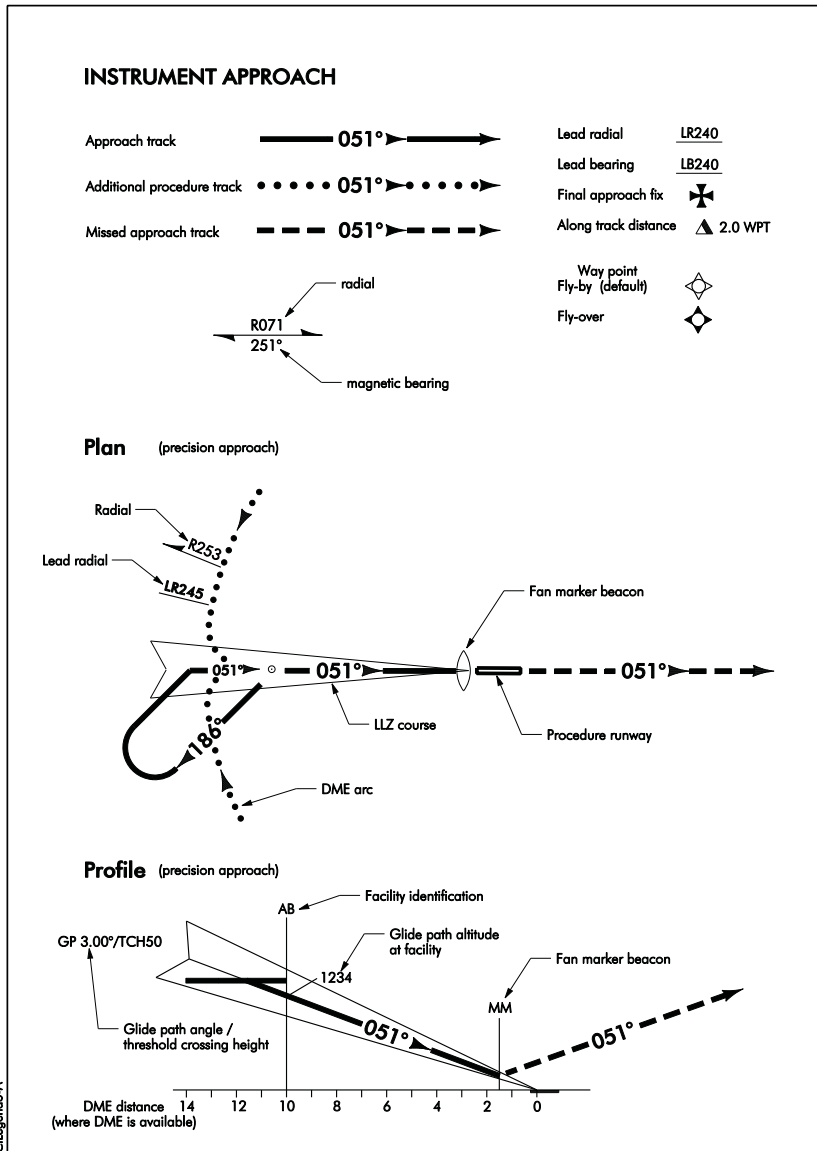 INSTRUMENT APPROACH
Approach track 051°
Additional procedure track 051°
Missed approach track 051°
Lead radial LR240
Lead bearing LB240
Final approach fix
Along track distance 2.0 WPT
Way point
Fly-by (default)
Fly-over
radial
R071
251°
magnetic bearing
Plan (precision approach)
Radial
R253
Lead radial
LR245
Fan marker beacon
051°
051°
051°
LLZ course
Procedure runway
186°
DME arc
Profile (precision approach)
Facility identification
AB
GP 3.00°/TCH50
Glide path altitude
at facility
1234
Fan marker beacon
MM
Glide path angle /
threshold crossing height
051°
051°
DME distance
(where DME is available)
14 12 10 8 6 4 2 0